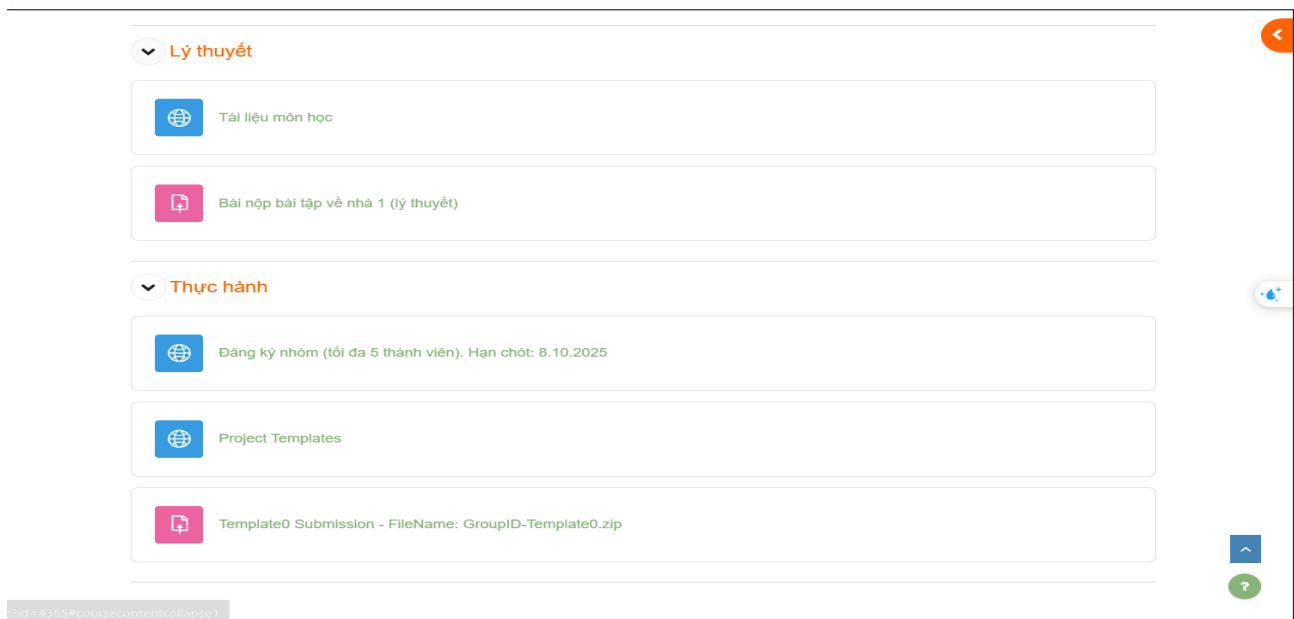 Lý thuyết
Tài liệu môn học
Bài nộp bài tập về nhà 1 (lý thuyết)
Thực hành
Đăng ký nhóm (tối đa 5 thành viên). Hạn chót: 8.10.2025
Project Templates
Template0 Submission - FileName: GroupID-Template0.zip
?
?id=4365#coursecontentcollapse1